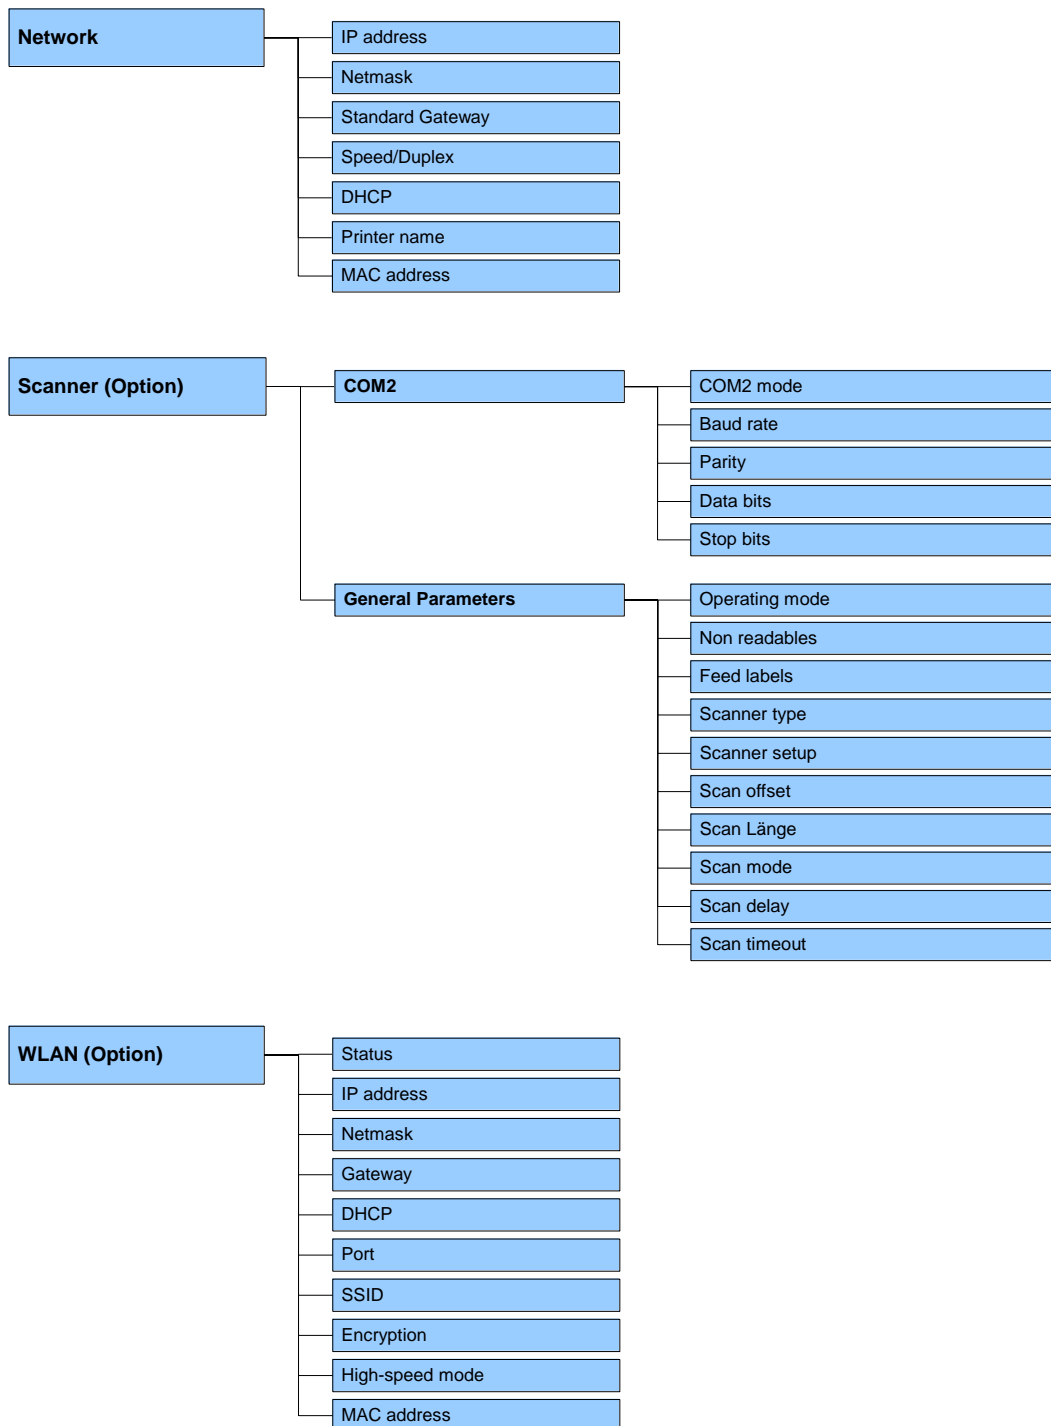 Network
IP address
Netmask
Standard Gateway
Speed/Duplex
DHCP
Printer name
MAC address
Scanner (Option)
COM2
COM2 mode
Baud rate
Parity
Data bits
Stop bits
General Parameters
Operating mode
Non readables
Feed labels
Scanner type
Scanner setup
Scan offset
Scan Länge
Scan mode
Scan delay
Scan timeout
WLAN (Option)
Status
IP address
Netmask
Gateway
DHCP
Port
SSID
Encryption
High-speed mode
MAC address